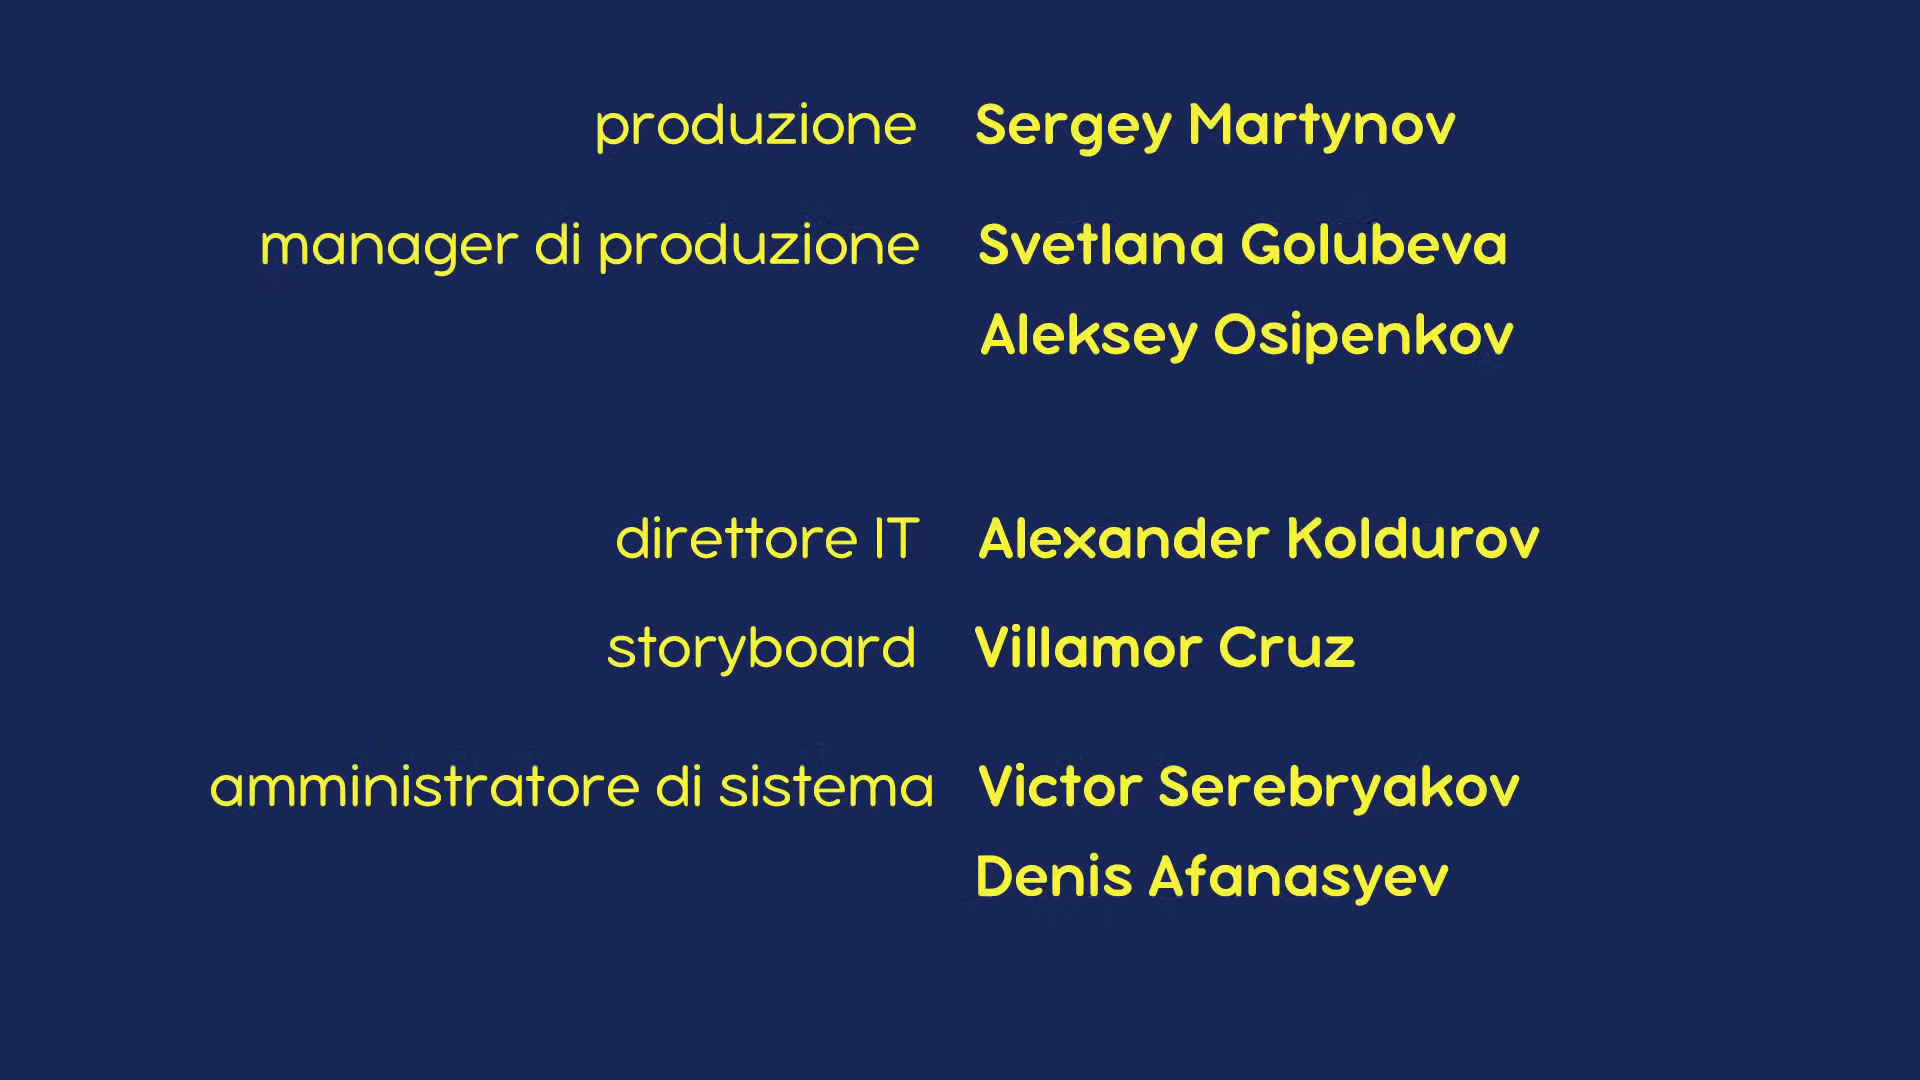 produzione Sergey Martynov
manager di produzione Svetlana Golubeva
Aleksey Osipenkov
direttore IT Alexander Koldurov
storyboard Villamor Cruz
amministratore di sistema Victor Serebryakov
Denis Afanasyev